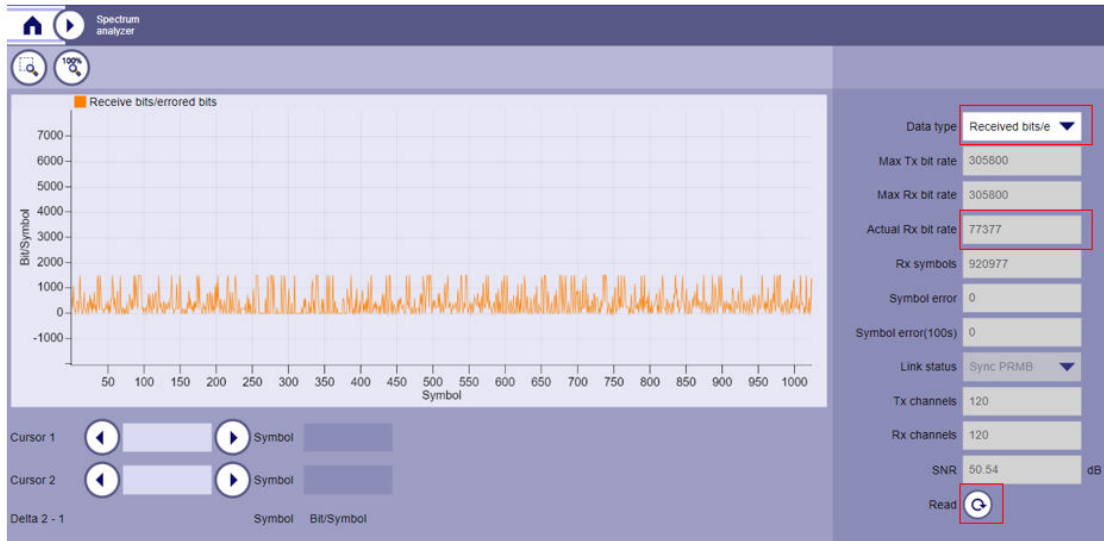 Spectrum
analyzer
100%
Receive bits/errored bits
7000
6000
5000
4000
3000
2000
1000
0
-1000
Bit/Symbol
50 100 150 200 250 300 350 400 450 500 550 600 650 700 750 800 850 900 950 1000
Symbol
Cursor 1 Symbol
Cursor 2 Symbol
Delta 2 - 1 Symbol Bit/Symbol
Data type Received bits/e
Max Tx bit rate 305800
Max Rx bit rate 305800
Actual Rx bit rate 77377
Rx symbols 920977
Symbol error 0
Symbol error(100s) 0
Link status Sync PRMB
Tx channels 120
Rx channels 120
SNR 50.54 dB
Read